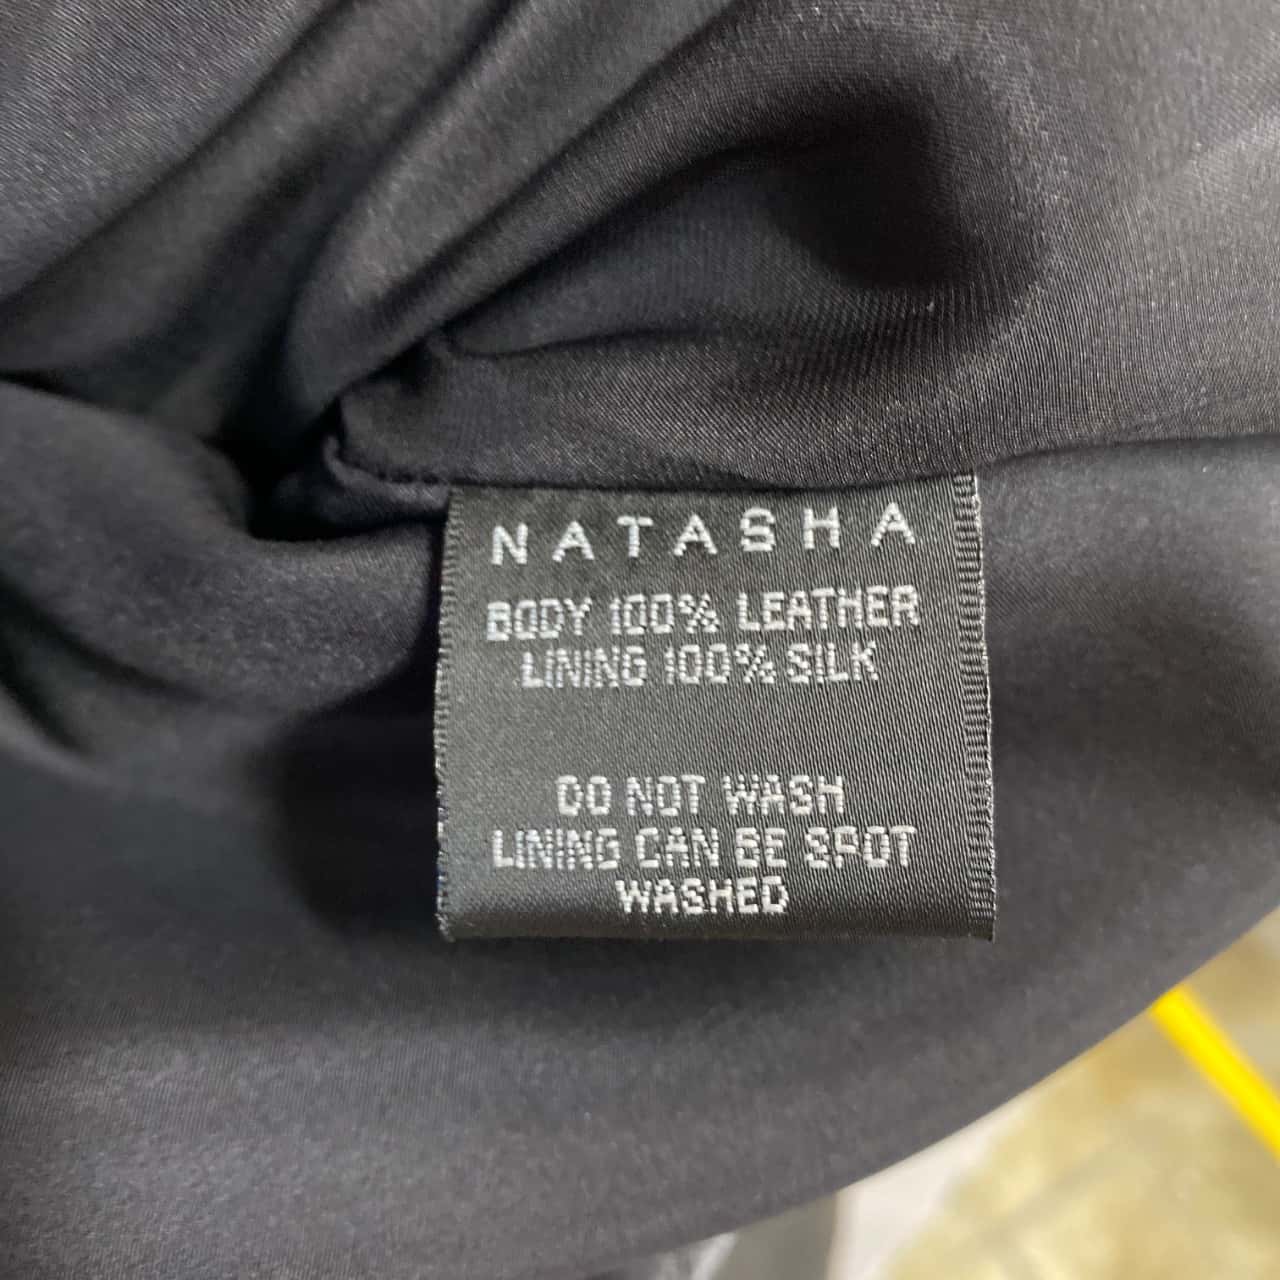 NATASHA
BODY 100% LEATHER
LINING 100% SILK
DO NOT WASH
LINING CAN BE SPOT
WASHED